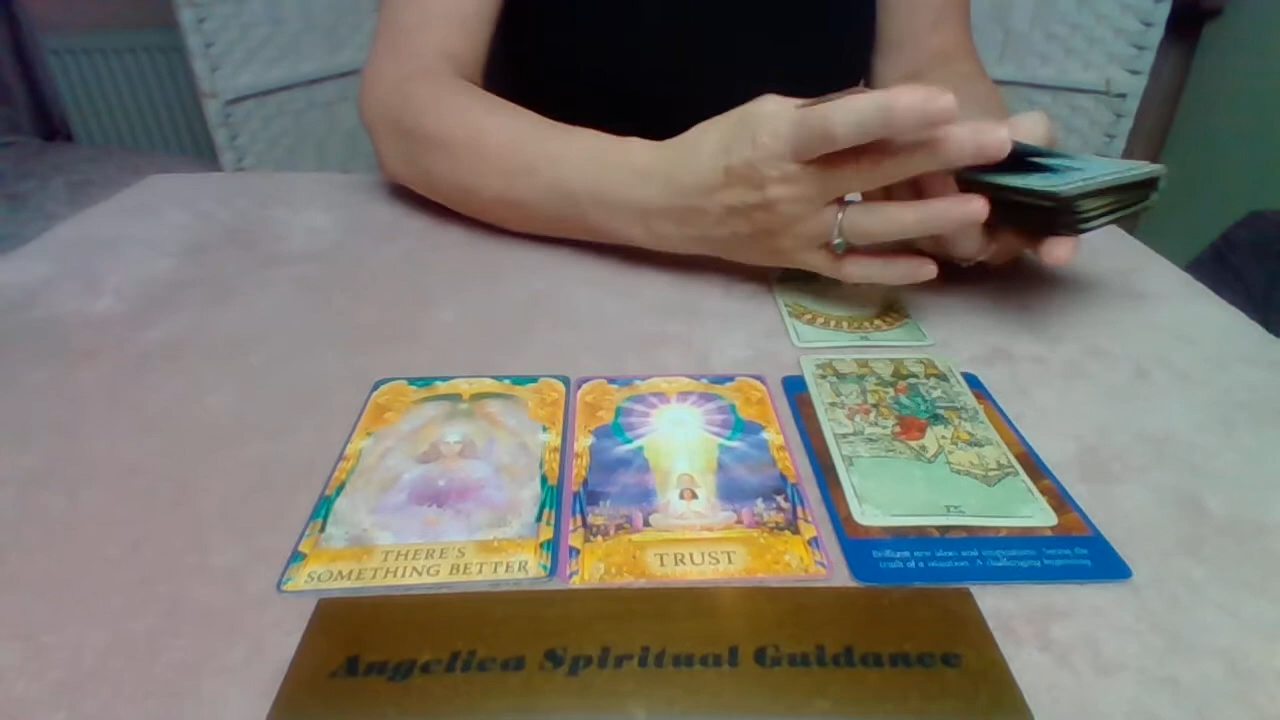 THERE'S
SOMETHING BETTER
TRUST
Brilliant new ideas and inspirations. Seeing the
truth of a situation. A challenging beginning
Angelica Spiritual Guidance